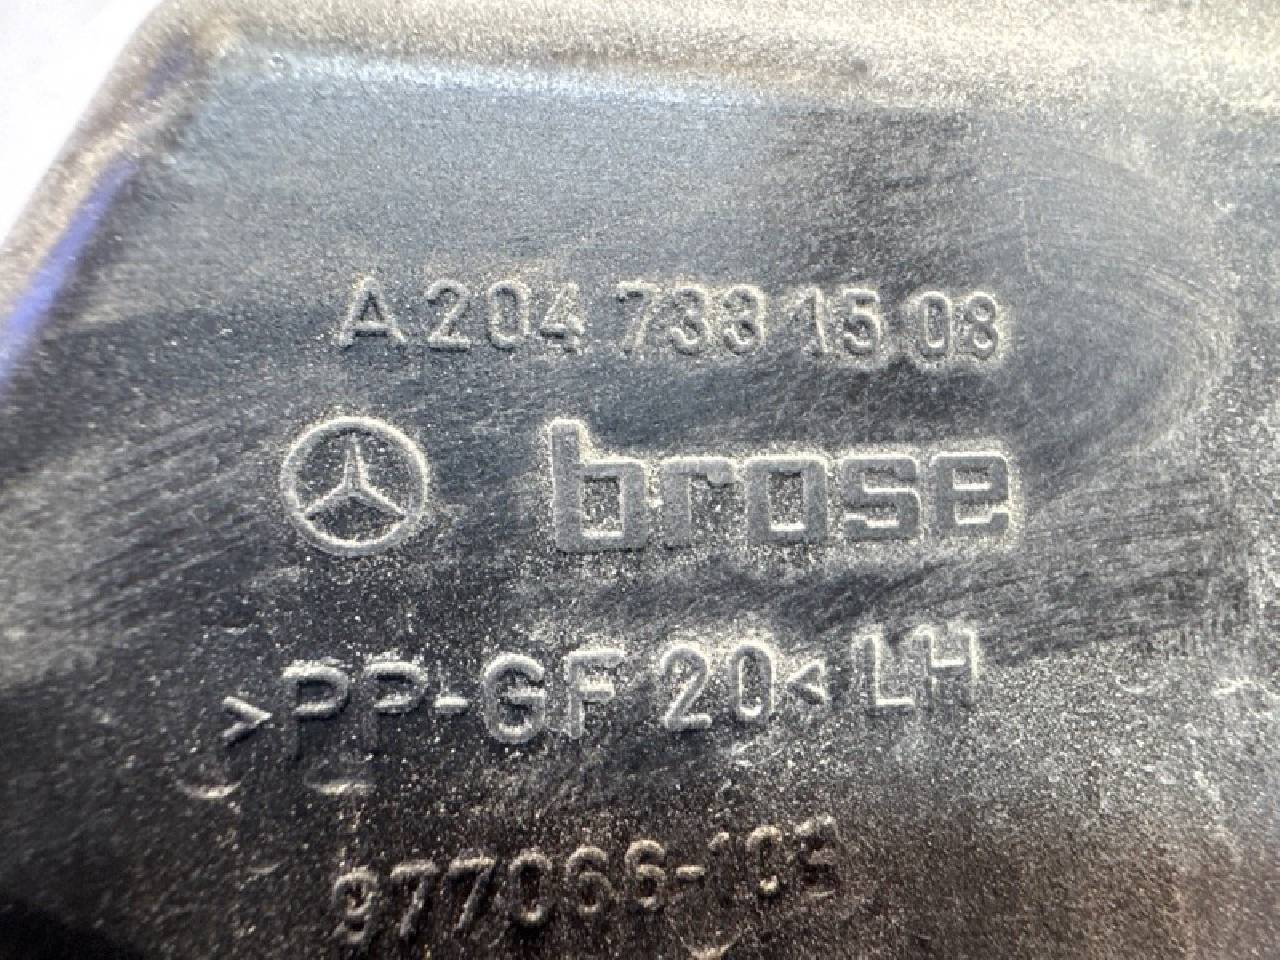 A 204 733 15 08
brose
>PP-GF 20< LH